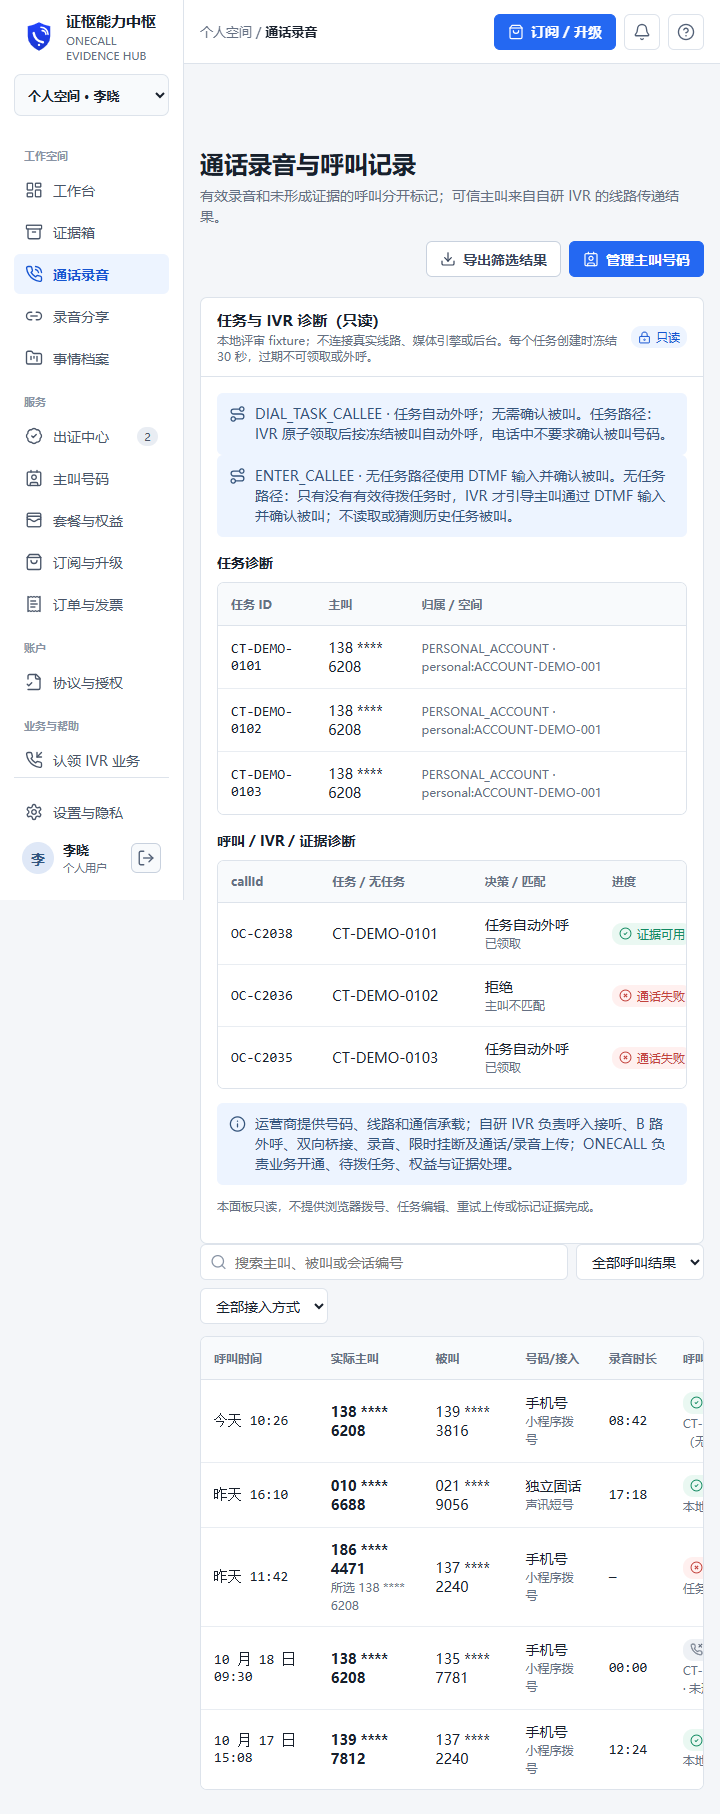 证枢能力中枢
ONECALL
EVIDENCE HUB
个人空间 • 李晓
工作空间
工作台
证据箱
通话录音
录音分享
事情档案
服务
出证中心 2
主叫号码
套餐与权益
订阅与升级
订单与发票
账户
协议与授权
业务与帮助
认领 IVR 业务
设置与隐私
李
李晓
个人用户
个人空间 / 通话录音
订阅 / 升级
通话录音与呼叫记录
有效录音和未形成证据的呼叫分开标记；可信主叫来自自研 IVR 的线路传递结
果。
导出筛选结果
管理主叫号码
任务与 IVR 诊断（只读）
本地评审 fixture；不连接真实线路、媒体引擎或后台。每个任务创建时冻结
30 秒，过期不可领取或外呼。
只读
DIAL_TASK_CALLEE · 任务自动外呼；无需确认被叫。任务路径：
IVR 原子领取后按冻结被叫自动外呼，电话中不要求确认被叫号码。
ENTER_CALLEE · 无任务路径使用 DTMF 输入并确认被叫。无任务
路径：只有没有有效待拨任务时，IVR 才引导主叫通过 DTMF 输入
并确认被叫；不读取或猜测历史任务被叫。
任务诊断
任务 ID 主叫 归属 / 空间
CT-DEMO-
0101
138 ****
6208
PERSONAL_ACCOUNT ·
personal:ACCOUNT-DEMO-001
CT-DEMO-
0102
138 ****
6208
PERSONAL_ACCOUNT ·
personal:ACCOUNT-DEMO-001
CT-DEMO-
0103
138 ****
6208
PERSONAL_ACCOUNT ·
personal:ACCOUNT-DEMO-001
呼叫 / IVR / 证据诊断
callId 任务 / 无任务 决策 / 匹配 进度
OC-C2038 CT-DEMO-0101 任务自动外呼
已领取
证据可用
OC-C2036 CT-DEMO-0102 拒绝
主叫不匹配
通话失败
OC-C2035 CT-DEMO-0103 任务自动外呼
已领取
通话失败
运营商提供号码、线路和通信承载；自研 IVR 负责呼入接听、B 路
外呼、双向桥接、录音、限时挂断及通话/录音上传；ONECALL 负
责业务开通、待拨任务、权益与证据处理。
本面板只读，不提供浏览器拨号、任务编辑、重试上传或标记证据完成。
搜索主叫、被叫或会话编号
全部呼叫结果
全部接入方式
呼叫时间 实际主叫 被叫 号码/接入 录音时长 呼叫
今天 10:26
138 ****
6208
139 ****
3816
手机号
小程序拨
号
08:42
CT-
（无
昨天 16:10
010 ****
6688
021 ****
9056
独立固话
声讯短号
17:18
本地
昨天 11:42
186 ****
4471
所选 138 ****
6208
137 ****
2240
手机号
小程序拨
号
—
任务
10 月 18 日
09:30
138 ****
6208
135 ****
7781
手机号
小程序拨
号
00:00
CT-
· 未
10 月 17 日
15:08
139 ****
7812
137 ****
2240
手机号
小程序拨
号
12:24
本地